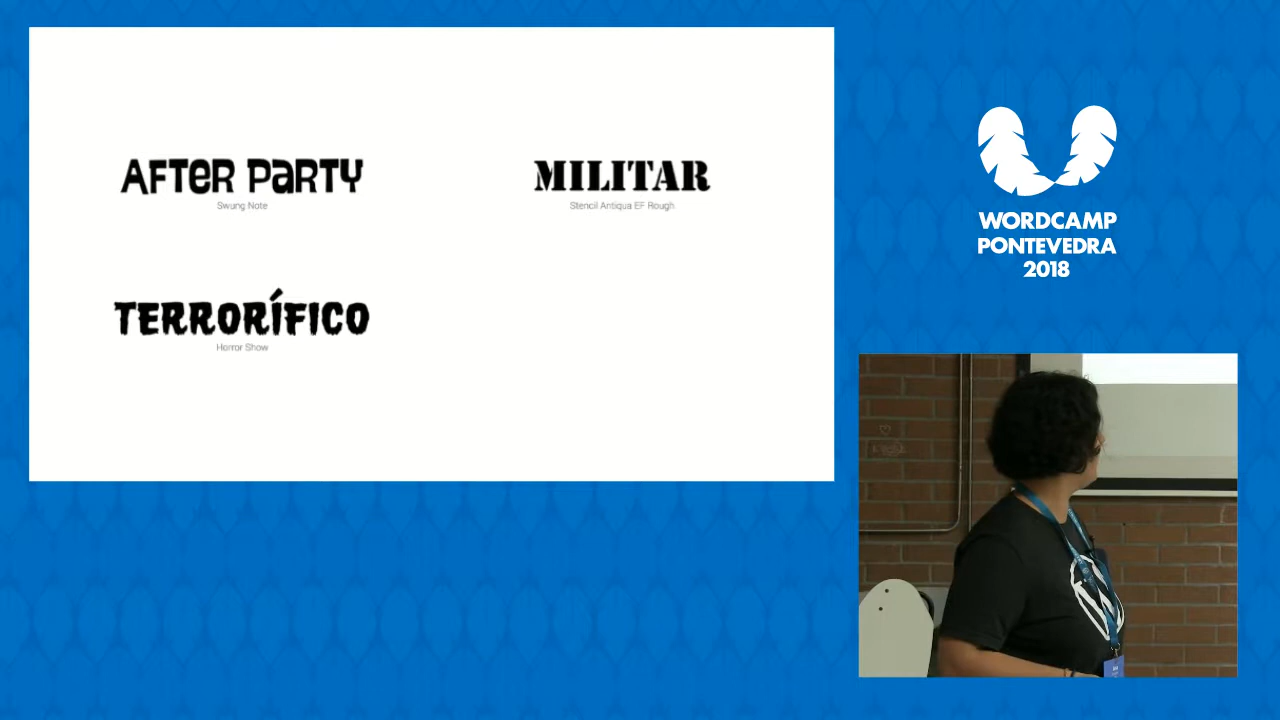 AFTER PARTY
Swung Note
MILITAR
Stencil Antiqua EF Rough
TERRORÍFICO
Horror Show
WORDCAMP
PONTEVEDRA
2018